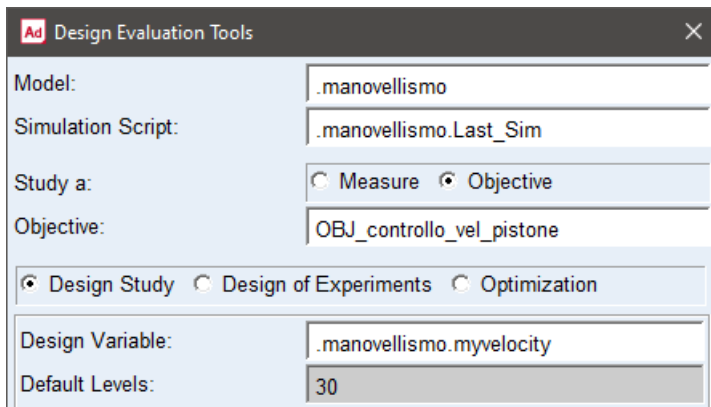 Ad Design Evaluation Tools
Model: .manovellismo
Simulation Script: .manovellismo.Last_Sim
Study a: Measure Objective
Objective: OBJ_controllo_vel_pistone
Design Study Design of Experiments Optimization
Design Variable: .manovellismo.myvelocity
Default Levels: 30